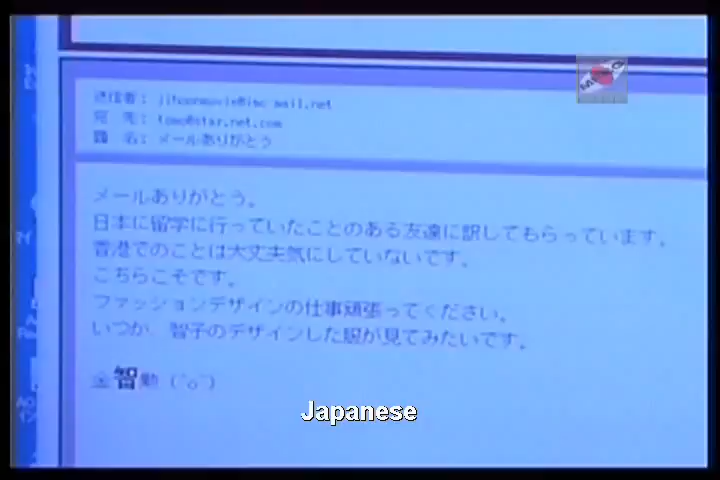 送信者： jihoonmovie@imc mail.net
宛　先： tomo@star.net.com
題　名： メールありがとう
メールありがとう。
日本に留学に行っていたことのある友達に訳してもらっています。
香港でのことは大丈夫気にしていないです。
こちらこそです。
ファッションデザインの仕事頑張ってください。
いつか、智子のデザインした服が見てみたいです。
金智勲（^o^）
Japanese